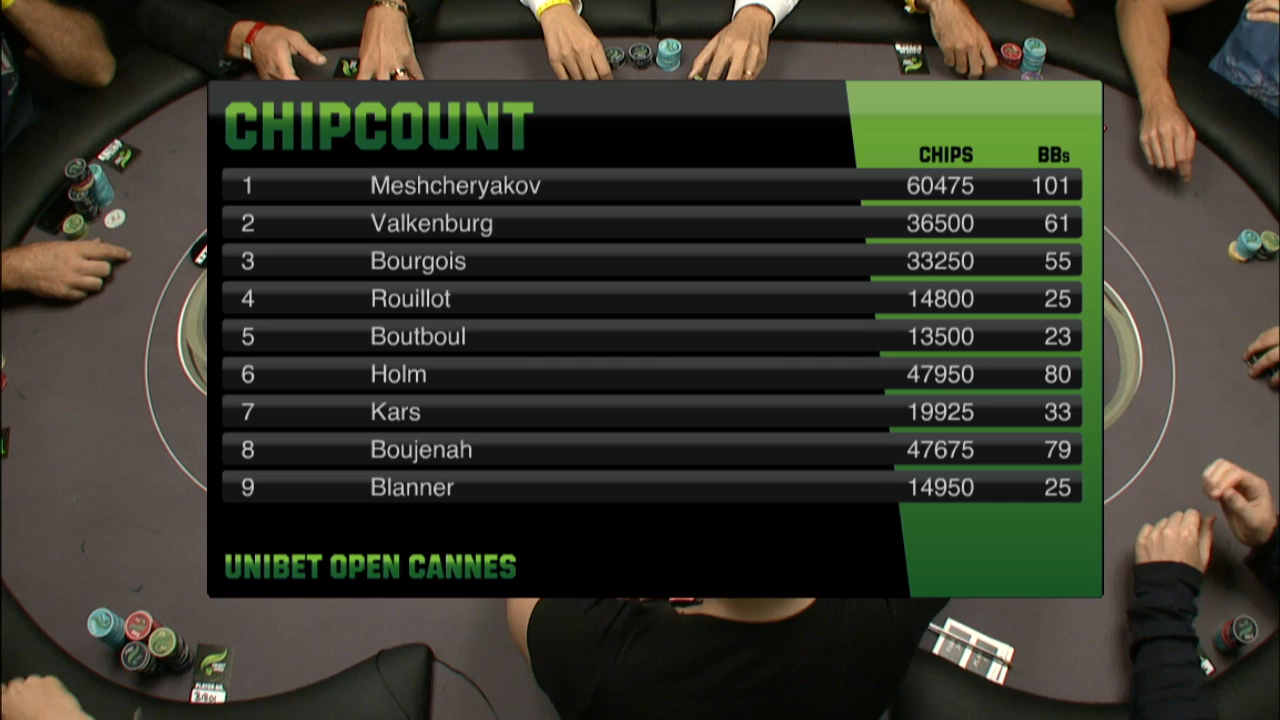 CHIPCOUNT
CHIPS BBs
1 Meshcheryakov 60475 101
2 Valkenburg 36500 61
3 Bourgois 33250 55
4 Rouillot 14800 25
5 Boutboul 13500 23
6 Holm 47950 80
7 Kars 19925 33
8 Boujenah 47675 79
9 Blanner 14950 25
UNIBET OPEN CANNES